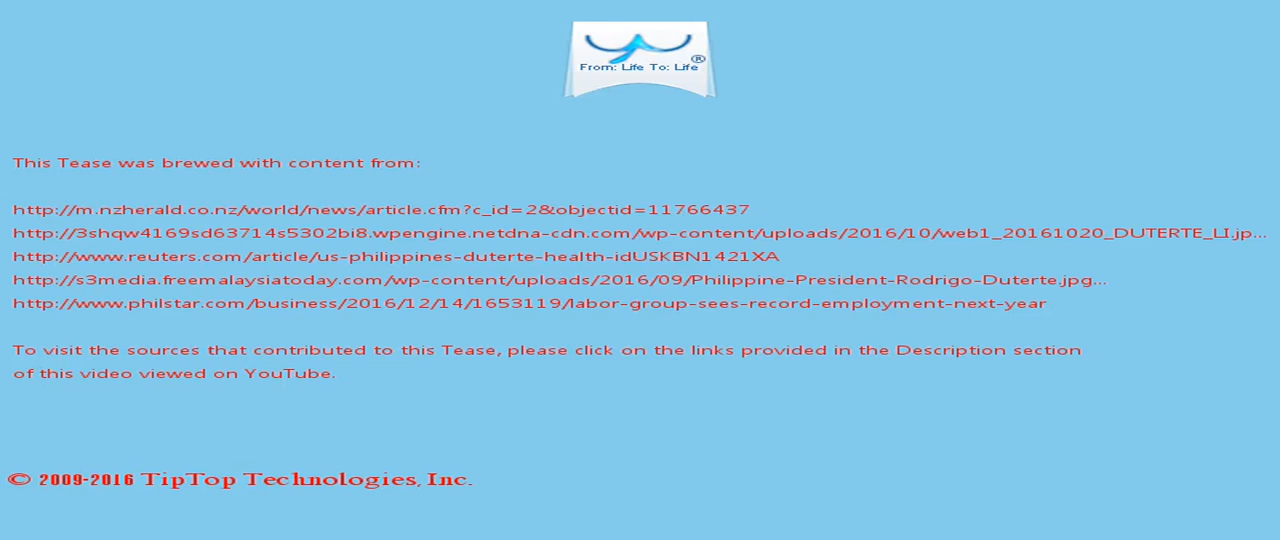 From: Life To: Life ®
This Tease was brewed with content from:
http://m.nzherald.co.nz/world/news/article.cfm?c_id=2&objectid=11766437
http://3shqw4169sd63714s5302bi8.wpengine.netdna-cdn.com/wp-content/uploads/2016/10/web1_20161020_DUTERTE_LI.jp...
http://www.reuters.com/article/us-philippines-duterte-health-idUSKBN1421XA
http://s3media.freemalaysiatoday.com/wp-content/uploads/2016/09/Philippine-President-Rodrigo-Duterte.jpg...
http://www.philstar.com/business/2016/12/14/1653119/labor-group-sees-record-employment-next-year
To visit the sources that contributed to this Tease, please click on the links provided in the Description section
of this video viewed on YouTube.
© 2009-2016 TipTop Technologies, Inc.